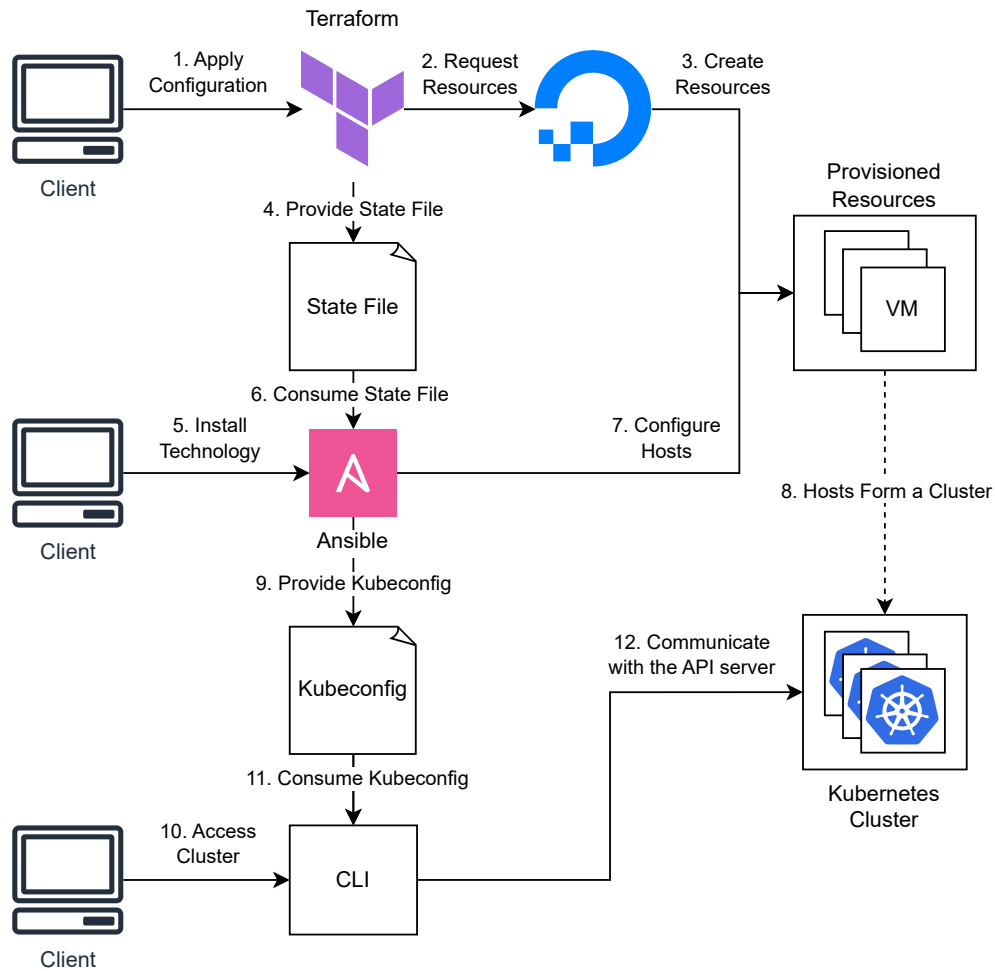 Terraform
1. Apply
Configuration
2. Request
Resources
3. Create
Resources
Client
4. Provide State File
Provisioned
Resources
State File
VM
6. Consume State File
5. Install
Technology
7. Configure
Hosts
8. Hosts Form a Cluster
Client
Ansible
9. Provide Kubeconfig
Kubeconfig
12. Communicate
with the API server
11. Consume Kubeconfig
Kubernetes
Cluster
10. Access
Cluster
CLI
Client